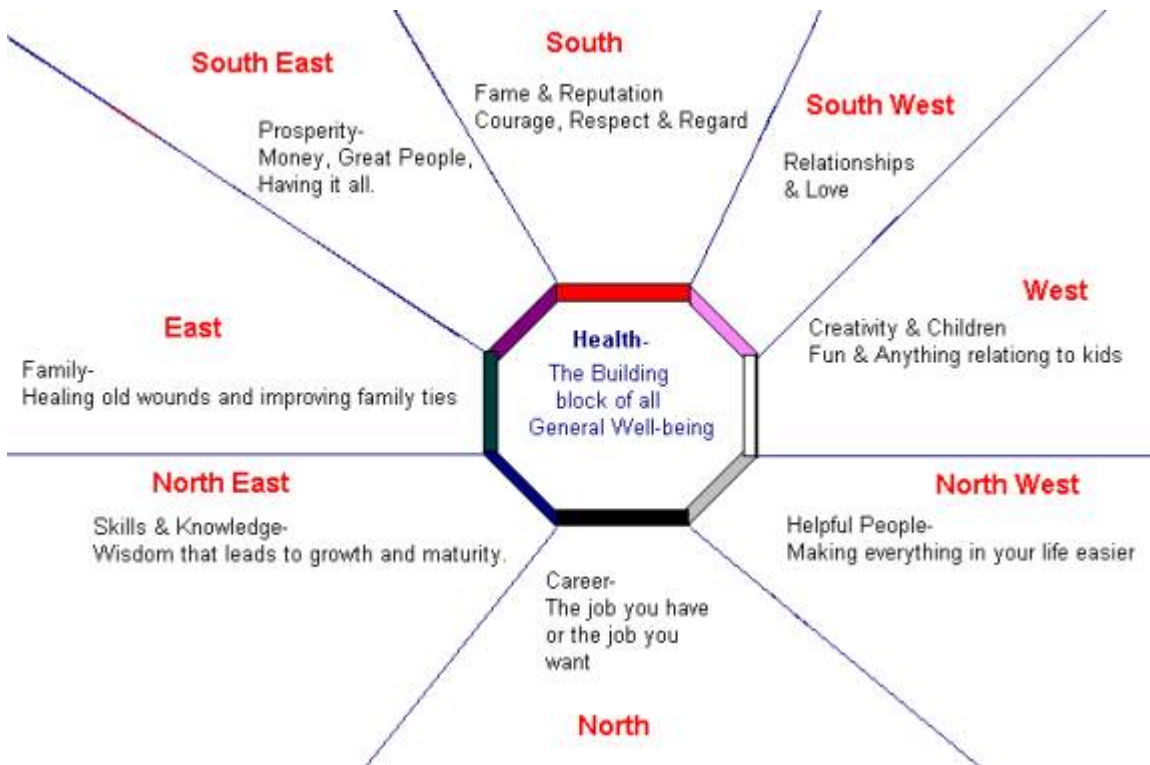 South East
Prosperity-
Money, Great People,
Having it all.
South
Fame & Reputation
Courage, Respect & Regard
South West
Relationships
& Love
East
Family-
Healing old wounds and improving family ties
Health-
The Building
block of all
General Well-being
West
Creativity & Children
Fun & Anything relationg to kids
North East
Skills & Knowledge-
Wisdom that leads to growth and maturity.
Career-
The job you have
or the job you
want
North
North West
Helpful People-
Making everything in your life easier